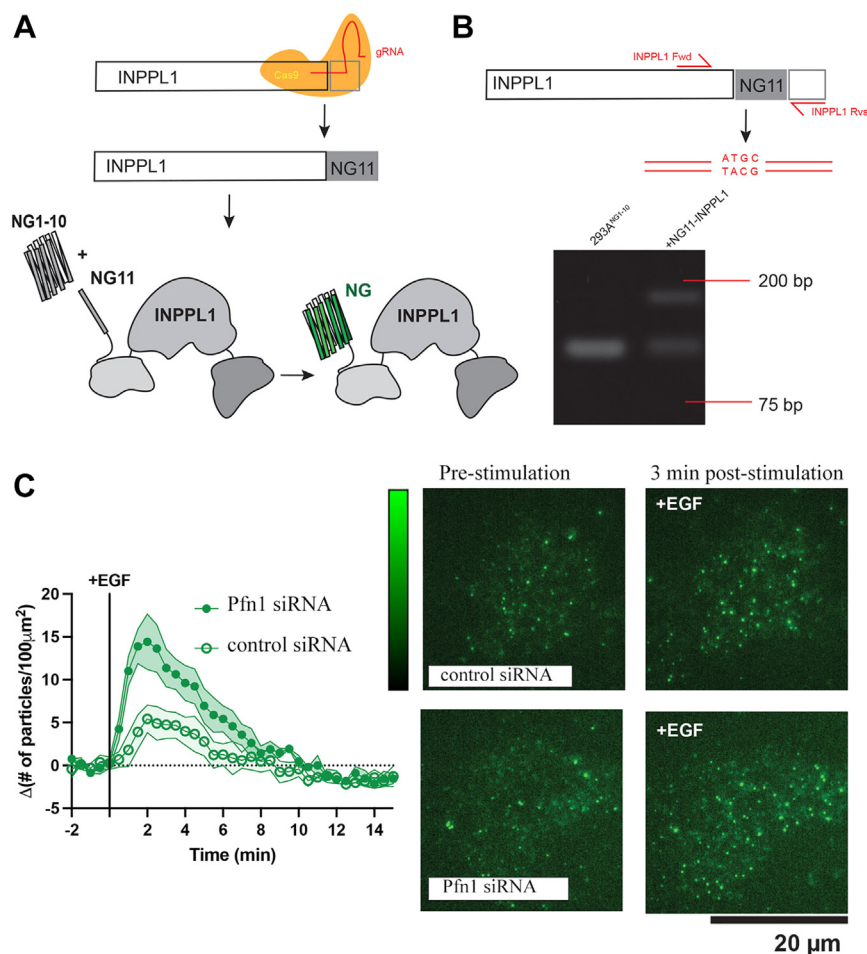 A
gRNA
INPPL1
Cas9
INPPL1
NG11
NG1-10
+
NG11
INPPL1
NG
INPPL1
B
INPPL1 Fwd
INPPL1
NG11
INPPL1 Rvs
ATGC
TACG
293A^NG1-10
+NG11-INPPL1
200 bp
75 bp
C
+EGF
Pfn1 siRNA
control siRNA
Δ(# of particles/100μm²)
20
15
10
5
0
-5
-2 0 2 4 6 8 10 12 14
Time (min)
Pre-stimulation
3 min post-stimulation
+EGF
control siRNA
+EGF
Pfn1 siRNA
20 µm